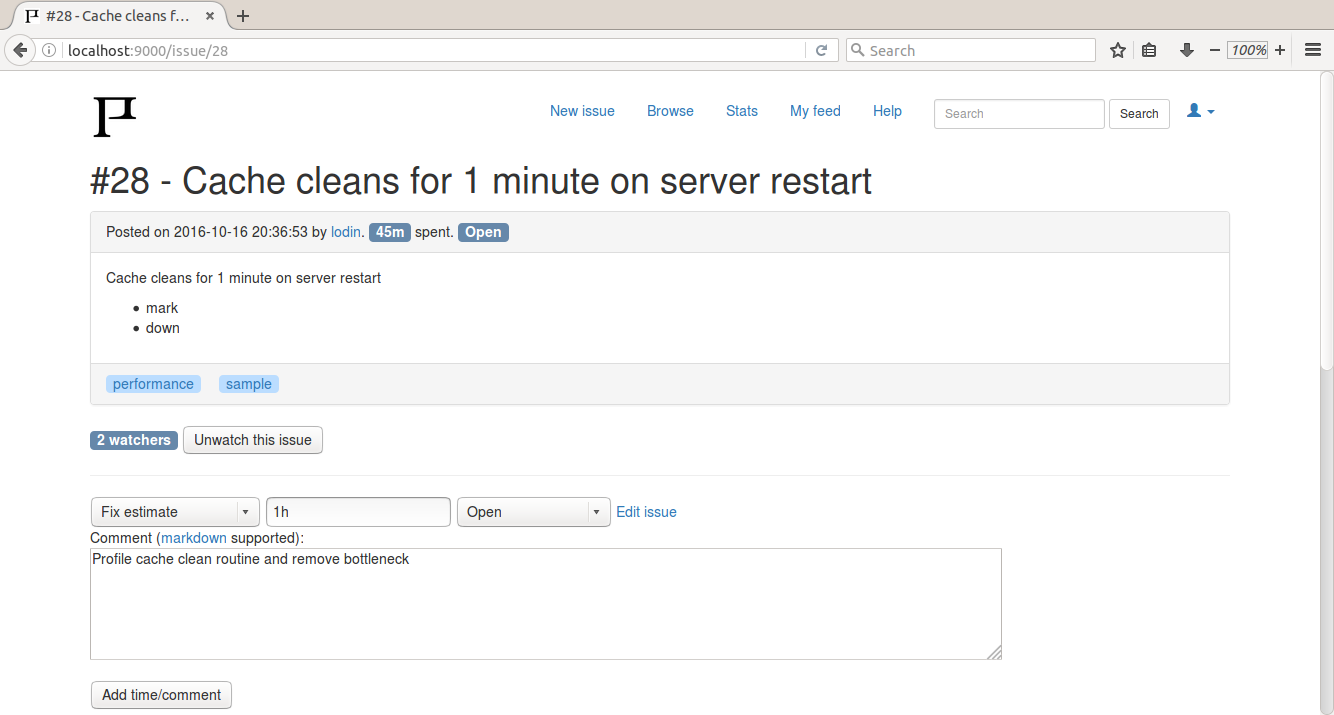 #28 - Cache cleans f...
localhost:9000/issue/28
Search
100%
New issue Browse Stats My feed Help Search Search
#28 - Cache cleans for 1 minute on server restart
Posted on 2016-10-16 20:36:53 by lodin. 45m spent. Open
Cache cleans for 1 minute on server restart
mark
down
performance sample
2 watchers Unwatch this issue
Fix estimate 1h Open Edit issue
Comment (markdown supported):
Profile cache clean routine and remove bottleneck
Add time/comment